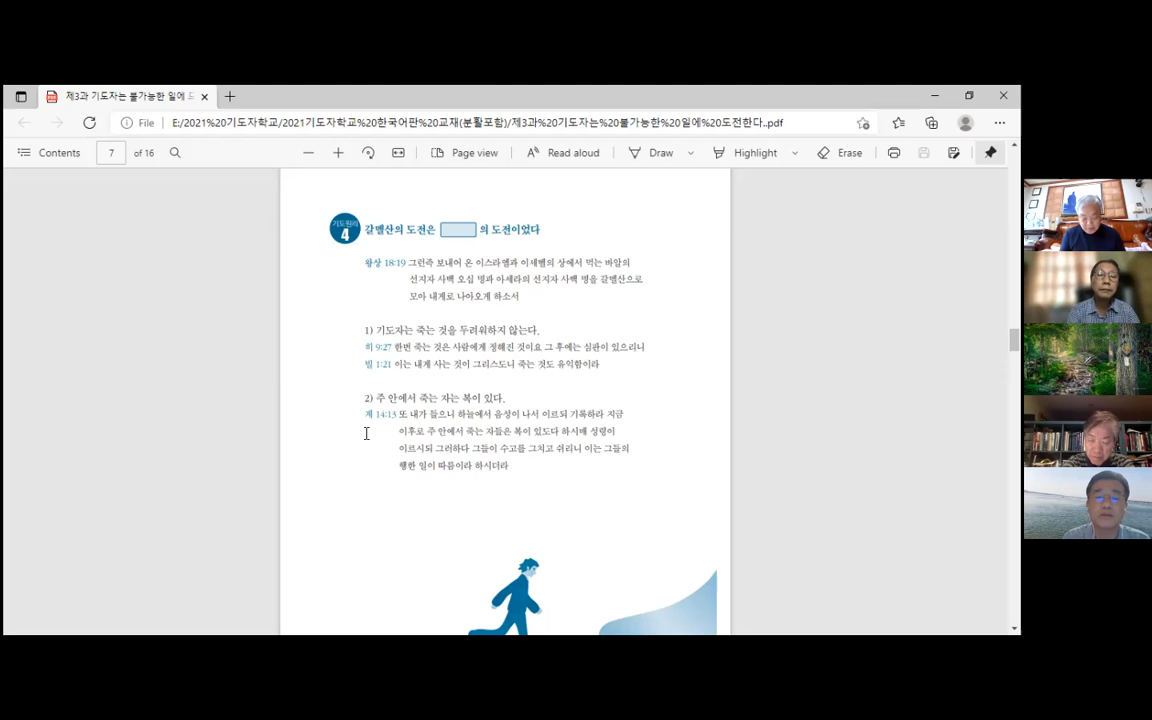 제3과 기도자는 불가능한 일에 도
File
E:/2021%20기도자학교/2021기도자학교%20한국어판%20교재(분활포함)/제3과%20기도자는%20불가능한%20일에%20도전한다..pdf
Contents 7 of 16 Page view Read aloud Draw Highlight Erase
기도원리
4
갈멜산의 도전은 의 도전이었다
왕상 18:19 그런즉 보내어 온 이스라엘과 이세벨의 상에서 먹는 바알의
선지자 사백 오십 명과 아세라의 선지자 사백 명을 갈멜산으로
모아 내게로 나아오게 하소서
1) 기도자는 죽는 것을 두려워하지 않는다.
히 9:27 한번 죽는 것은 사람에게 정해진 것이요 그 후에는 심판이 있으리니
빌 1:21 이는 내게 사는 것이 그리스도니 죽는 것도 유익함이라
2) 주 안에서 죽는 자는 복이 있다.
계 14:13 또 내가 들으니 하늘에서 음성이 나서 이르되 기록하라 지금
이후로 주 안에서 죽는 자들은 복이 있도다 하시매 성령이
이르시되 그러하다 그들이 수고를 그치고 쉬리니 이는 그들의
행한 일이 따름이라 하시더라